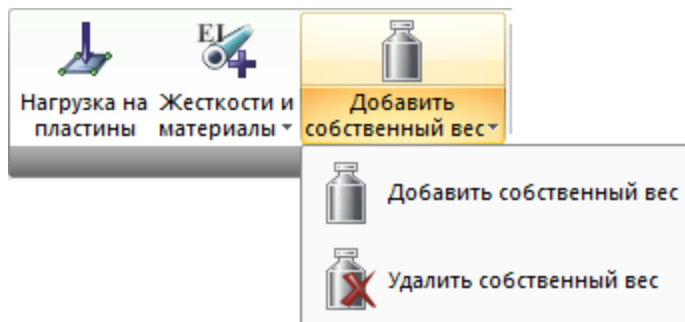 EI
Нагрузка на
пластины
Жесткости и
материалы
Добавить
собственный вес
Добавить собственный вес
Удалить собственный вес